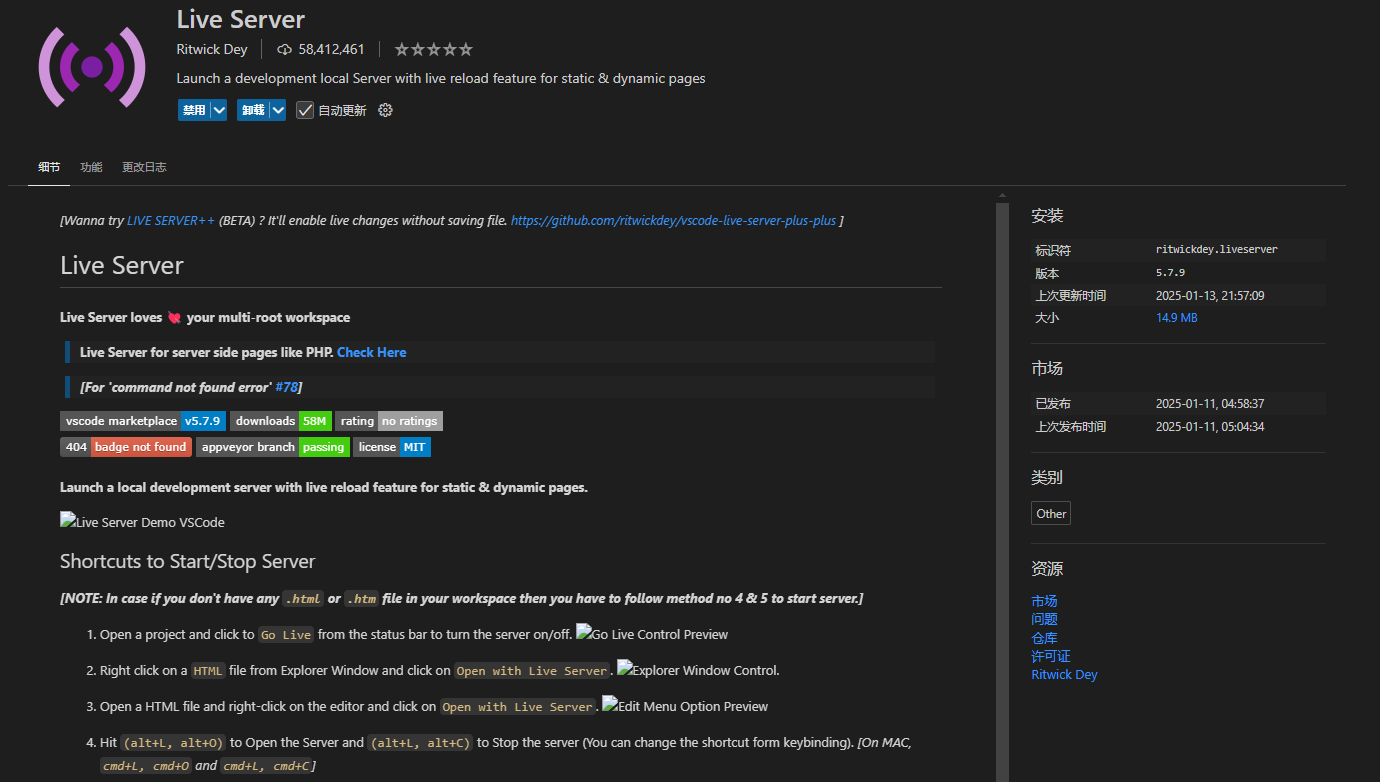 Live Server
Ritwick Dey 58,412,461
Launch a development local Server with live reload feature for static & dynamic pages
禁用 卸载 自动更新
细节 功能 更改日志
[Wanna try LIVE SERVER++ (BETA) ? It'll enable live changes without saving file. https://github.com/ritwickdey/vscode-live-server-plus-plus ]
Live Server
Live Server loves 💘 your multi-root workspace
Live Server for server side pages like PHP. Check Here
[For 'command not found error' #78]
vscode marketplace v5.7.9 downloads 58M rating no ratings
404 badge not found appveyor branch passing license MIT
Launch a local development server with live reload feature for static & dynamic pages.
Live Server Demo VSCode
Shortcuts to Start/Stop Server
[NOTE: In case if you don't have any .html or .htm file in your workspace then you have to follow method no 4 & 5 to start server.]
1. Open a project and click to Go Live from the status bar to turn the server on/off. Go Live Control Preview
2. Right click on a HTML file from Explorer Window and click on Open with Live Server. Explorer Window Control.
3. Open a HTML file and right-click on the editor and click on Open with Live Server. Edit Menu Option Preview
4. Hit (alt+L, alt+O) to Open the Server and (alt+L, alt+C) to Stop the server (You can change the shortcut form keybinding). [On MAC,
cmd+L, cmd+O and cmd+L, cmd+C]
安装
标识符 ritwickdey.liveserver
版本 5.7.9
上次更新时间 2025-01-13, 21:57:09
大小 14.9 MB
市场
已发布 2025-01-11, 04:58:37
上次发布时间 2025-01-11, 05:04:34
类别
Other
资源
市场
问题
仓库
许可证
Ritwick Dey